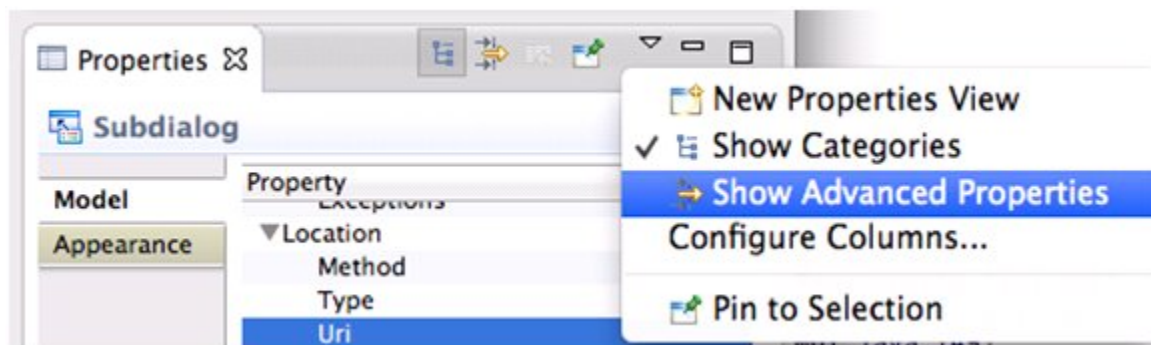 Properties
Subdialog
Model
Appearance
Property
Exceptions
Location
Method
Type
Uri
New Properties View
Show Categories
Show Advanced Properties
Configure Columns...
Pin to Selection